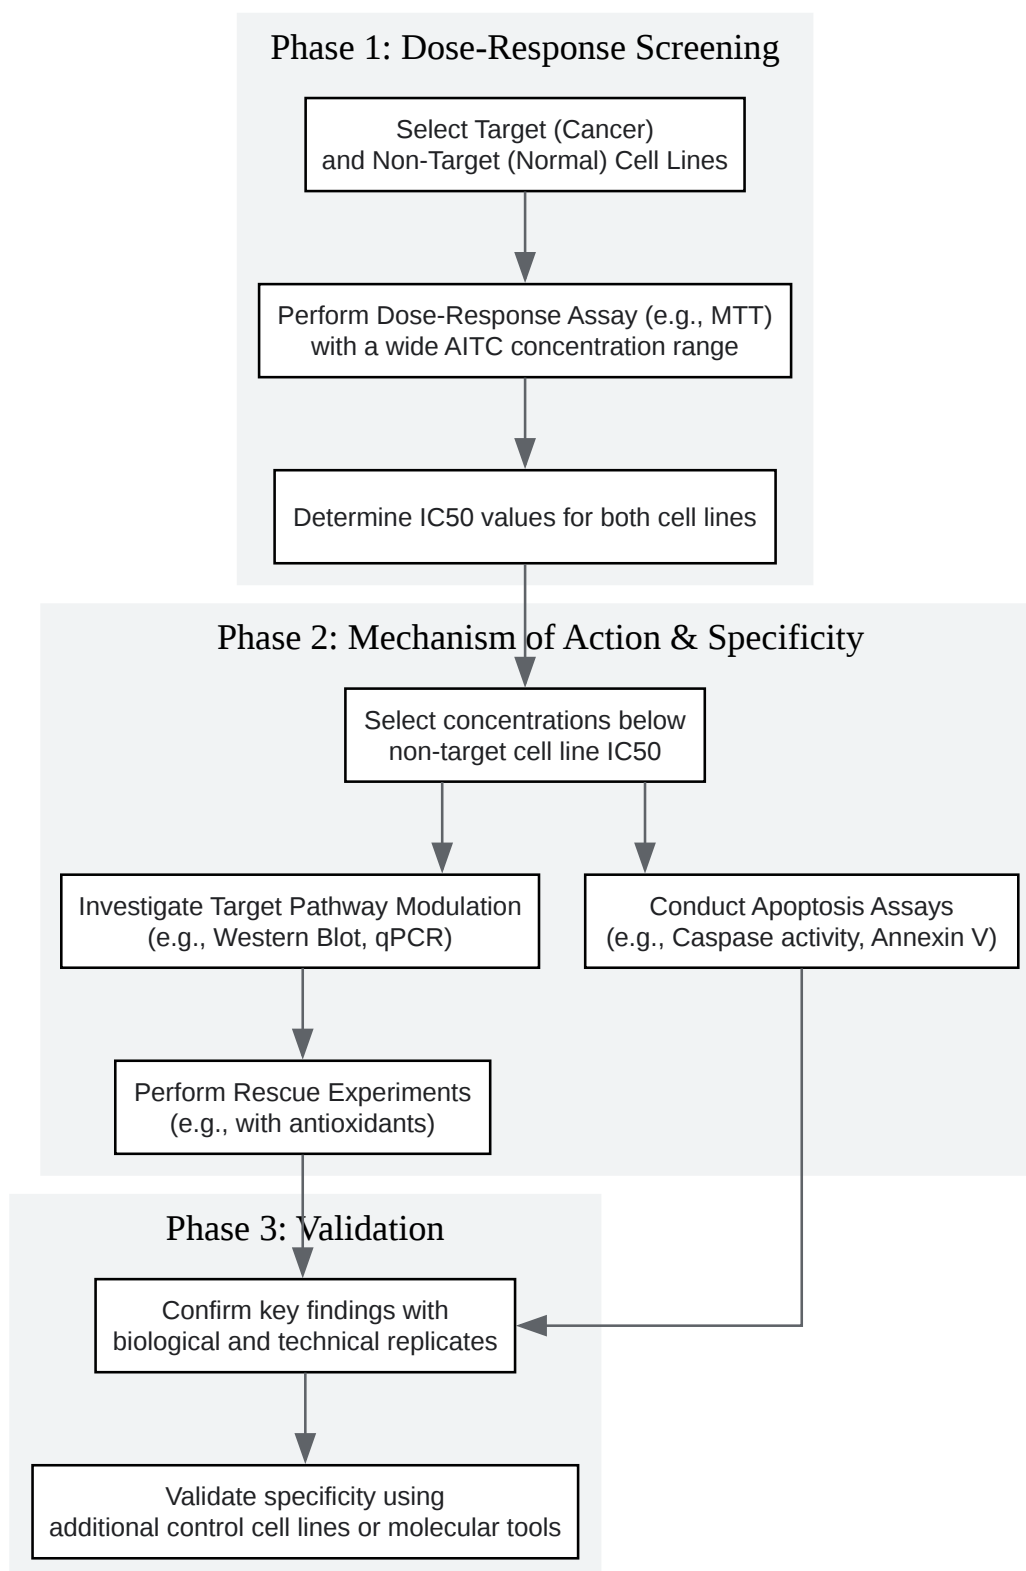 Phase 1: Dose-Response Screening
Select Target (Cancer)
and Non-Target (Normal) Cell Lines
Perform Dose-Response Assay (e.g., MTT)
with a wide AITC concentration range
Determine IC50 values for both cell lines
Phase 2: Mechanism of Action & Specificity
Select concentrations below
non-target cell line IC50
Investigate Target Pathway Modulation
(e.g., Western Blot, qPCR)
Conduct Apoptosis Assays
(e.g., Caspase activity, Annexin V)
Perform Rescue Experiments
(e.g., with antioxidants)
Phase 3: Validation
Confirm key findings with
biological and technical replicates
Validate specificity using
additional control cell lines or molecular tools